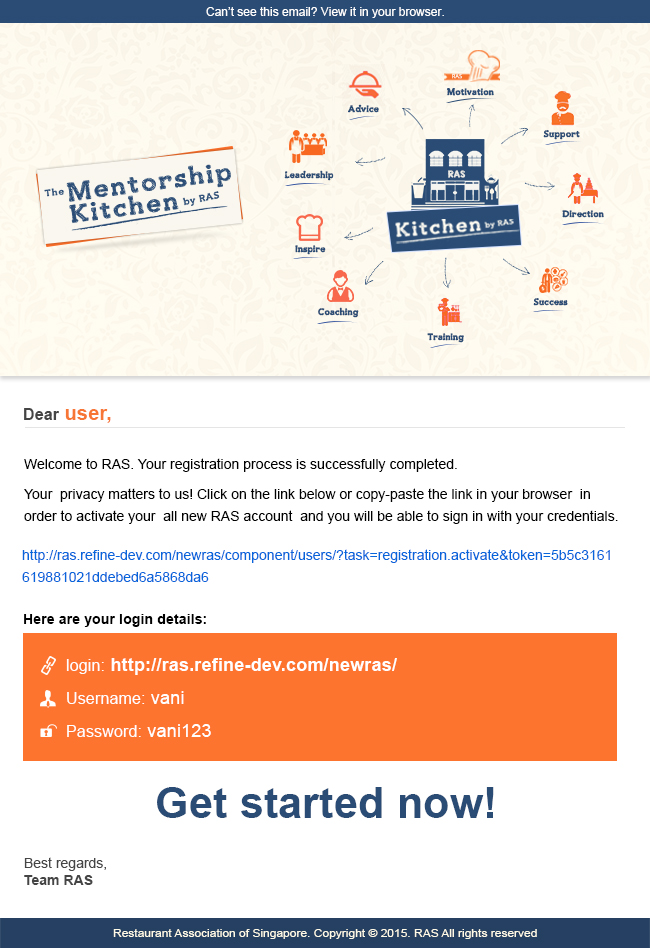 Can't see this email? View it in your browser.
RAS
Motivation
Advice
Support
Leadership
RAS
The Mentorship
Kitchen by RAS
Direction
Kitchen by RAS
Inspire
Success
Coaching
Training
Dear user,
Welcome to RAS. Your registration process is successfully completed.
Your  privacy matters to us! Click on the link below or copy-paste the link in your browser  in
order to activate your  all new RAS account  and you will be able to sign in with your credentials.
http://ras.refine-dev.com/newras/component/users/?task=registration.activate&token=5b5c3161
619881021ddebed6a5868da6
Here are your login details:
login: http://ras.refine-dev.com/newras/
Username: vani
Password: vani123
Get started now!
Best regards,
Team RAS
Restaurant Association of Singapore. Copyright © 2015. RAS All rights reserved